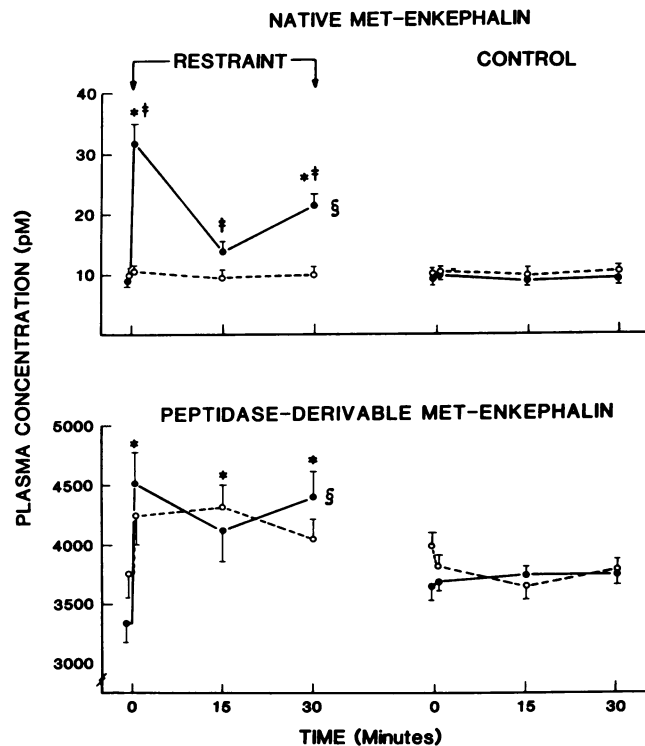 NATIVE MET-ENKEPHALIN
RESTRAINT CONTROL
40
*‡
30
*‡
‡
20
§
10
PLASMA CONCENTRATION (pM)
PEPTIDASE-DERIVABLE MET-ENKEPHALIN
5000
* * *
4500
§
4000
3500
3000
0 15 30 0 15 30
TIME (Minutes)